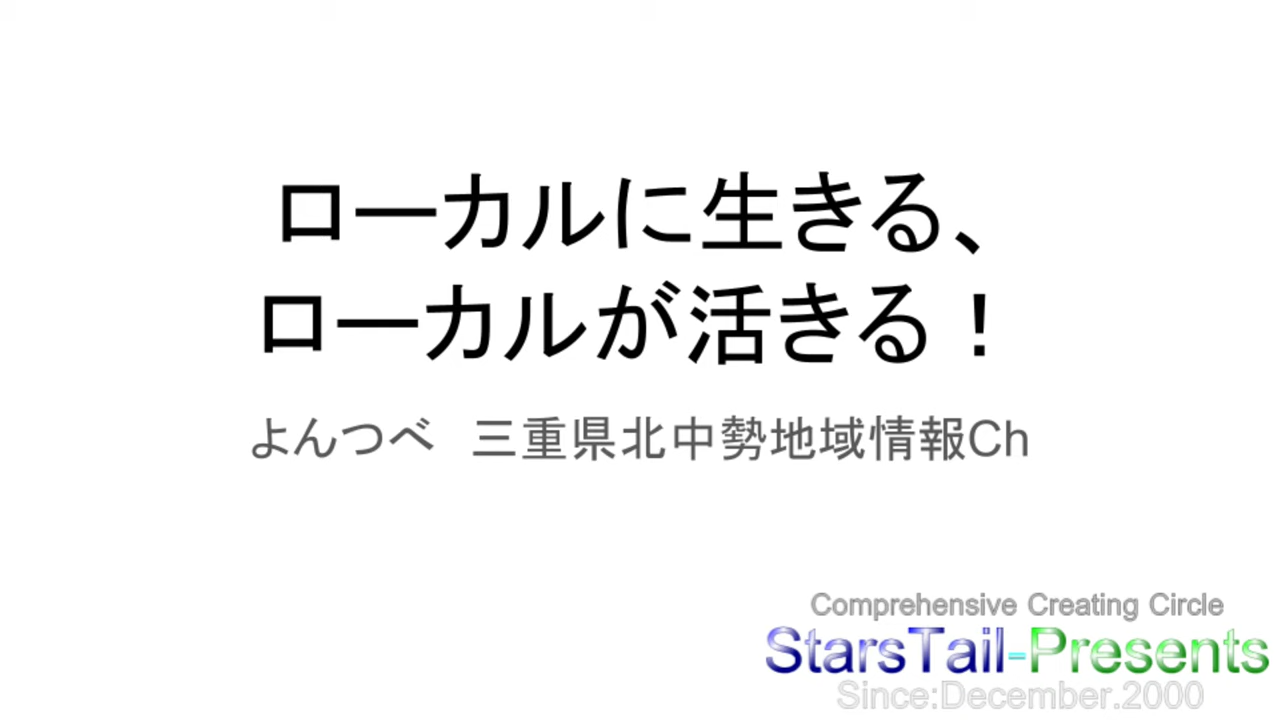 ローカルに生きる、
ローカルが活きる！
よんつべ　三重県北中勢地域情報Ch
Comprehensive Creating Circle
StarsTail-Presents
Since:December.2000